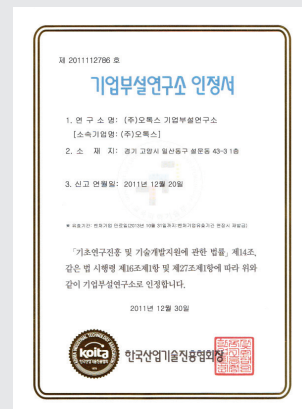 제 2011112786 호
기업부설연구소 인정서
1. 연 구 소 명: (주)오톡스 기업부설연구소
[소속기업명: (주)오톡스]
2. 소 재 지: 경기 고양시 일산동구 설문동 43-3 1층
3. 신고 연월일: 2011년 12월 20일
「기초연구진흥 및 기술개발지원에 관한 법률」 제14조,
같은 법 시행령 제16조제1항 및 제27조제1항에 따라 위와
같이 기업부설연구소로 인정합니다.
2011년 12월 30일
kpita
한국산업기술진흥협회장